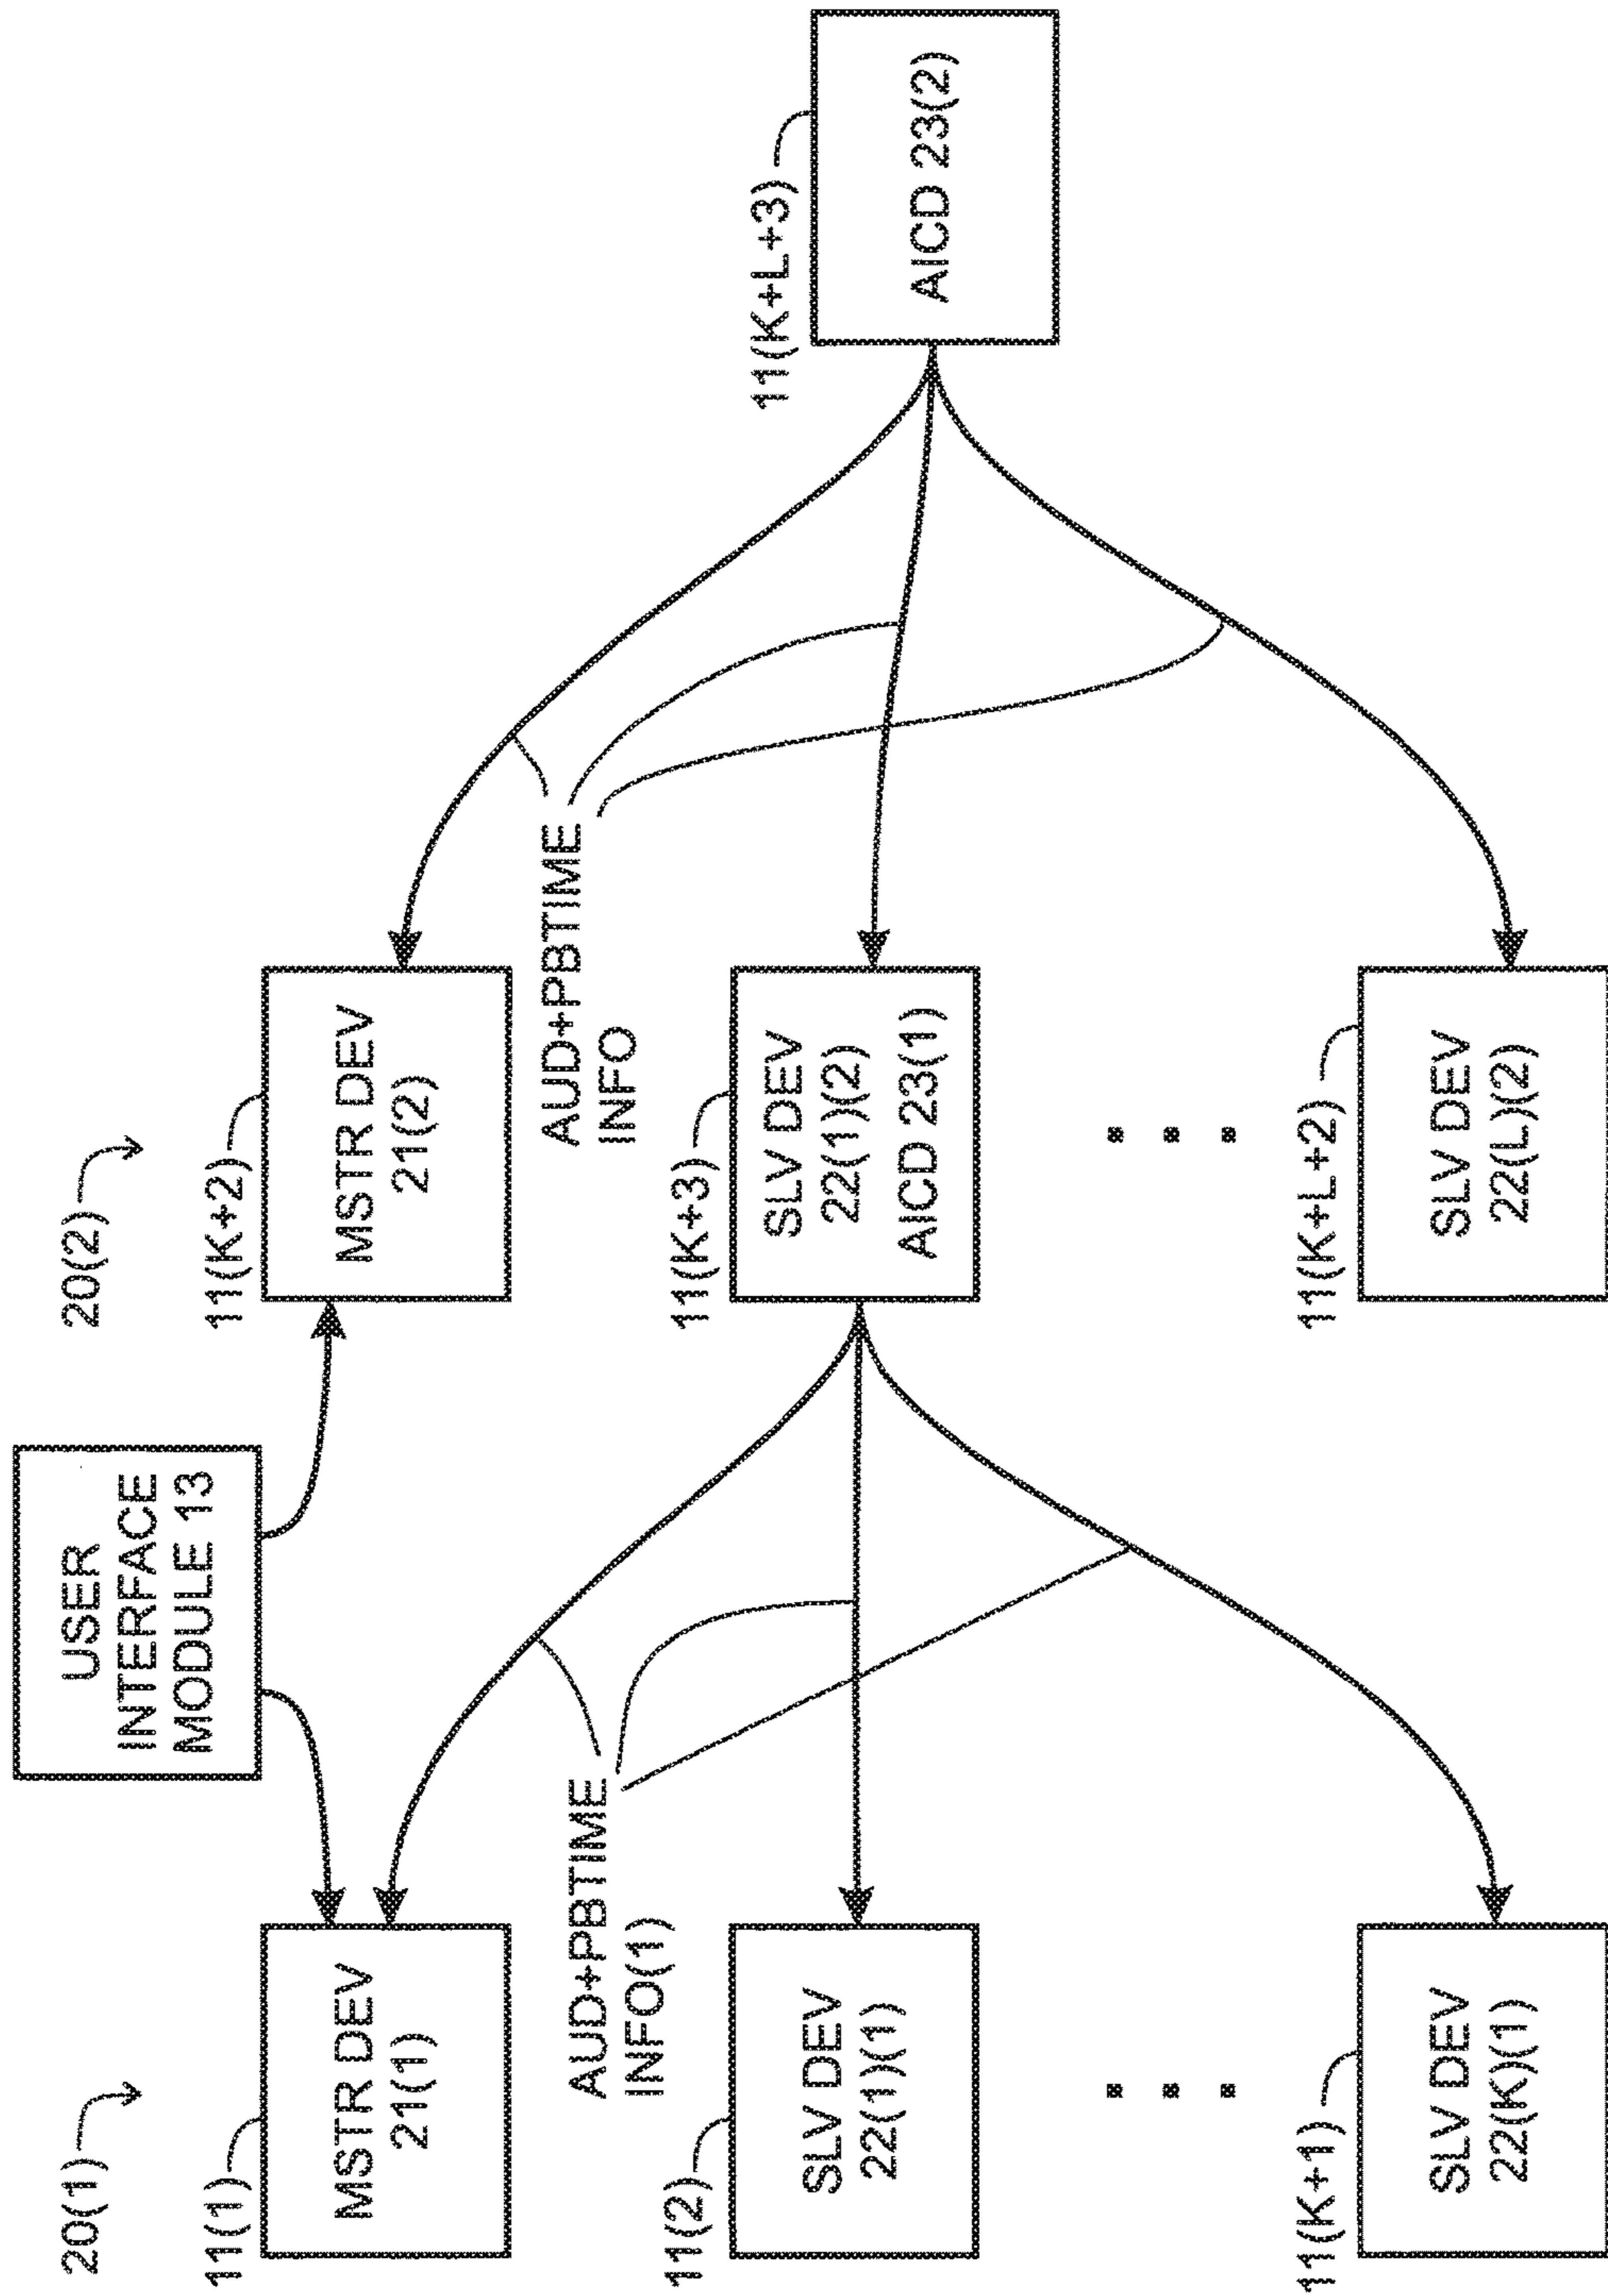 USER
INTERFACE
MODULE 13
20(1)
20(2)
11(1)
MSTR DEV
21(1)
11(K+2)
MSTR DEV
21(2)
11(K+L+3)
AICD 23(2)
AUD+PBTIME
INFO(1)
AUD+PBTIME
INFO
11(2)
SLV DEV
22(1)(1)
11(K+3)
SLV DEV
22(1)(2)
AICD 23(1)
11(K+1)
SLV DEV
22(K)(1)
11(K+L+2)
SLV DEV
22(L)(2)